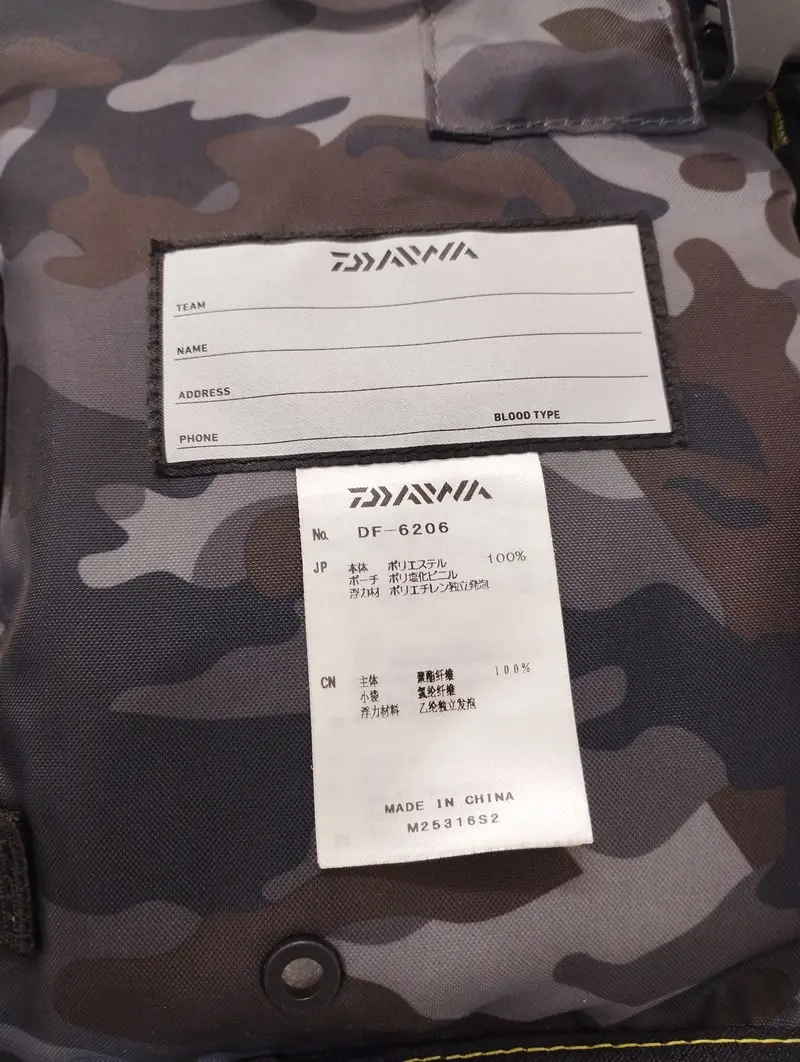 DAIWA
TEAM
NAME
ADDRESS
PHONE BLOOD TYPE
DAIWA
No. DF-6206
JP 本体 ポリエステル 100%
ポーチ ポリ塩化ビニル
浮力材 ポリエチレン独立発泡
CN 主体 聚酯纤维 100%
小袋 氯纶纤维
浮力材料 乙纶独立发泡
MADE IN CHINA
M25316S2